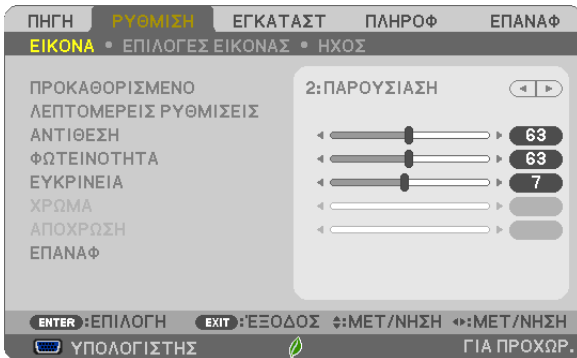 ΠΗΓΗ ΡΥΘΜΙΣΗ ΕΓΚΑΤΑΣΤ ΠΛΗΡΟΦ ΕΠΑΝΑΦ
ΕΙΚΟΝΑ • ΕΠΙΛΟΓΕΣ ΕΙΚΟΝΑΣ • ΗΧΟΣ
ΠΡΟΚΑΘΟΡΙΣΜΕΝΟ 2:ΠΑΡΟΥΣΙΑΣΗ
ΛΕΠΤΟΜΕΡΕΙΣ ΡΥΘΜΙΣΕΙΣ
ΑΝΤΙΘΕΣΗ 63
ΦΩΤΕΙΝΟΤΗΤΑ 63
ΕΥΚΡΙΝΕΙΑ 7
ΧΡΩΜΑ
ΑΠΟΧΡΩΣΗ
ΕΠΑΝΑΦ
ENTER :ΕΠΙΛΟΓΗ EXIT :ΈΞΟΔΟΣ :ΜΕΤ/ΝΗΣΗ :ΜΕΤ/ΝΗΣΗ
ΥΠΟΛΟΓΙΣΤΗΣ ΓΙΑ ΠΡΟΧΩΡ.